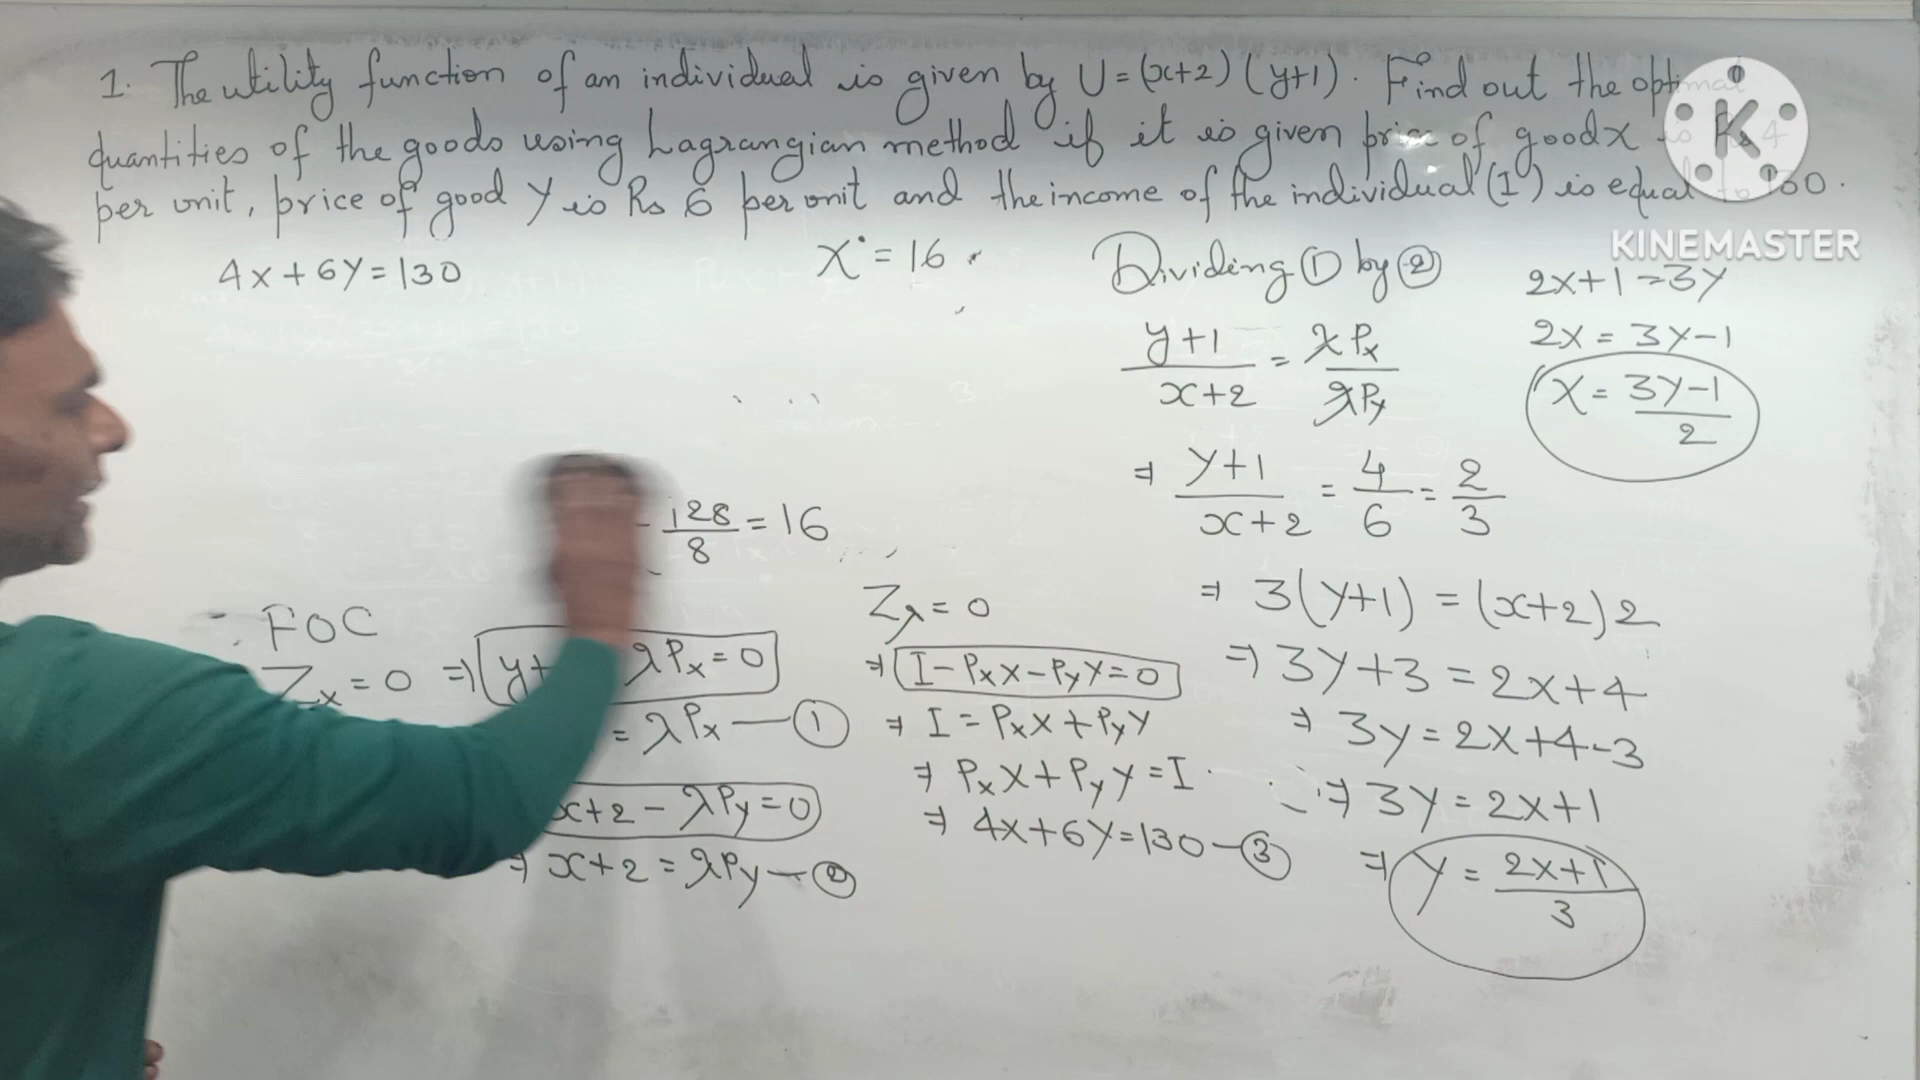 1. The utility function of an individual is given by U = (x+2) (y+1). Find out the optimal
quantities of the goods using Lagrangian method if it is given price of good x is Rs 4
per unit, price of good y is Rs 6 per unit and the income of the individual (I) is equal to 130.
KINEMASTER
4x+6y=130
x* = 16
128/8 = 16
FOC
Zx = 0 ⇒ λPx = 0
= λPx — ①
x+2 - λPy = 0
⇒ x+2 = λPy — ②
Zλ = 0
⇒ I - Pxx - Pyy = 0
⇒ I = Pxx + Pyy
⇒ Pxx + Pyy = I
⇒ 4x+6y=130 — ③
Dividing ① by ②
y+1/x+2 = λPx/λPy
⇒ y+1/x+2 = 4/6 = 2/3
⇒ 3(y+1) = (x+2)2
⇒ 3y+3 = 2x+4
⇒ 3y = 2x+4-3
⇒ 3y = 2x+1
⇒ y = 2x+1/3
2x+1 = 3y
2x = 3y-1
x = 3y-1/2